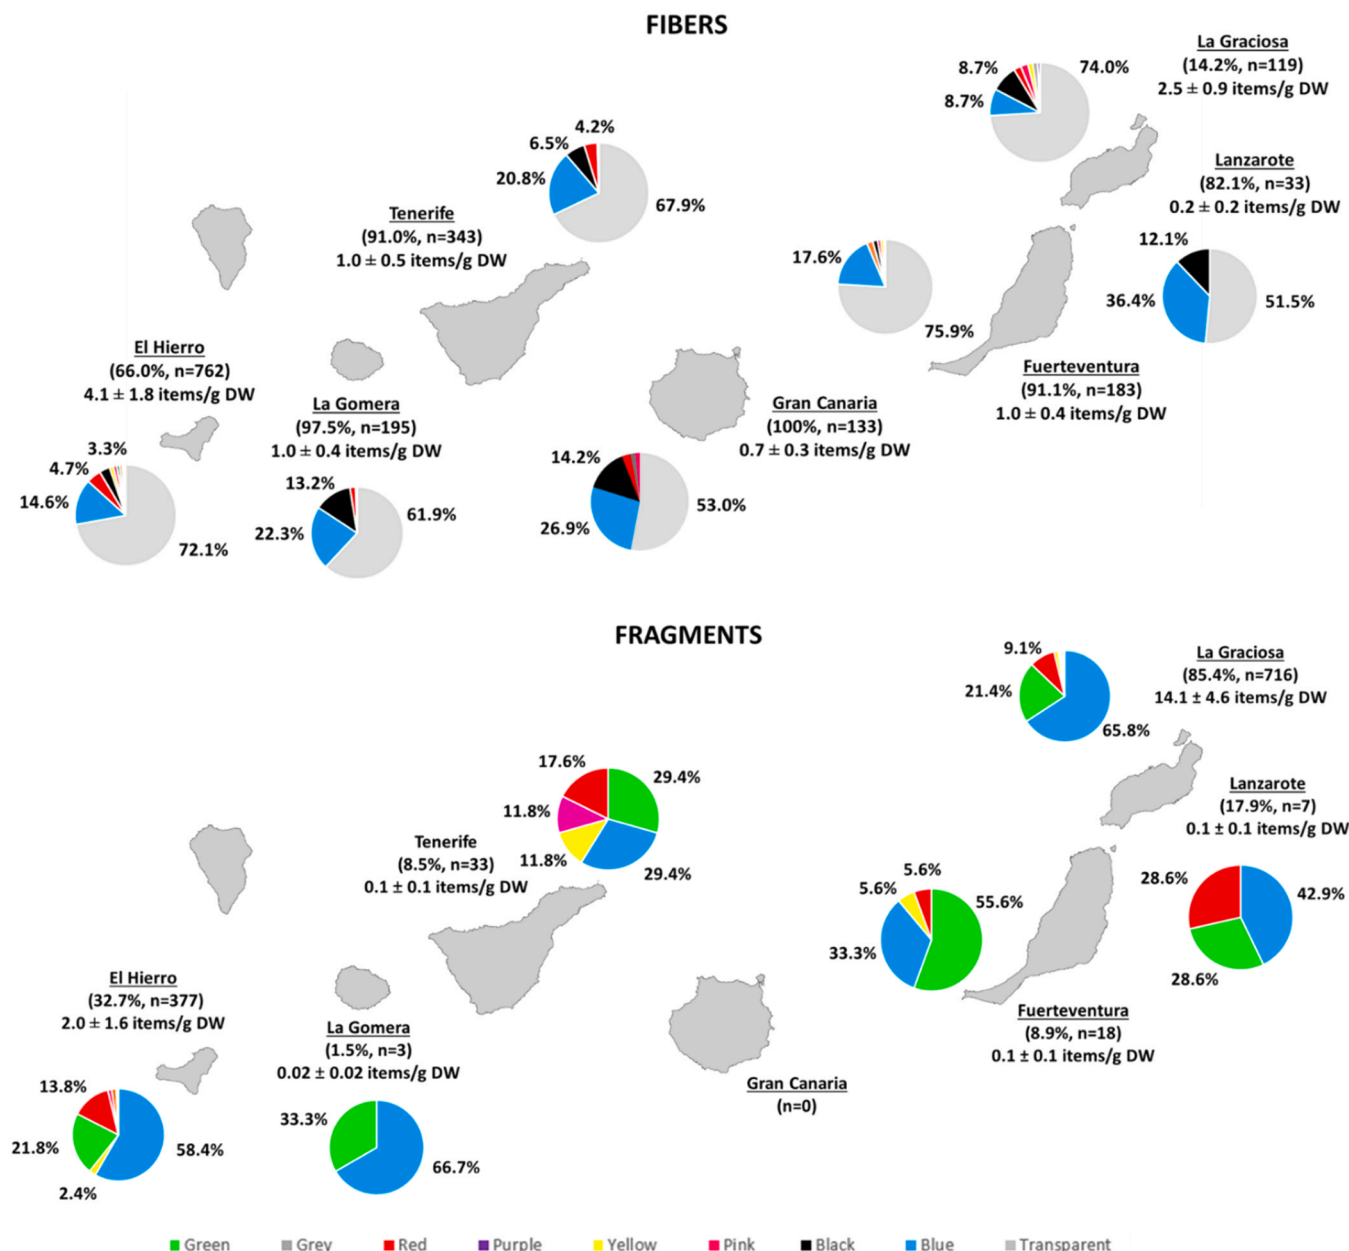 FIBERS
La Graciosa
(14.2%, n=119)
2.5 ± 0.9 items/g DW
8.7%
74.0%
8.7%
4.2%
6.5%
20.8%
67.9%
Tenerife
(91.0%, n=343)
1.0 ± 0.5 items/g DW
Lanzarote
(82.1%, n=33)
0.2 ± 0.2 items/g DW
12.1%
36.4%
51.5%
17.6%
75.9%
Fuerteventura
(91.1%, n=183)
1.0 ± 0.4 items/g DW
El Hierro
(66.0%, n=762)
4.1 ± 1.8 items/g DW
3.3%
4.7%
14.6%
72.1%
La Gomera
(97.5%, n=195)
1.0 ± 0.4 items/g DW
13.2%
22.3%
61.9%
Gran Canaria
(100%, n=133)
0.7 ± 0.3 items/g DW
14.2%
26.9%
53.0%
FRAGMENTS
La Graciosa
(85.4%, n=716)
14.1 ± 4.6 items/g DW
9.1%
21.4%
65.8%
17.6%
29.4%
11.8%
11.8%
29.4%
Tenerife
(8.5%, n=33)
0.1 ± 0.1 items/g DW
Lanzarote
(17.9%, n=7)
0.1 ± 0.1 items/g DW
28.6%
42.9%
28.6%
5.6%
5.6%
55.6%
33.3%
Fuerteventura
(8.9%, n=18)
0.1 ± 0.1 items/g DW
El Hierro
(32.7%, n=377)
2.0 ± 1.6 items/g DW
13.8%
21.8%
58.4%
2.4%
La Gomera
(1.5%, n=3)
0.02 ± 0.02 items/g DW
33.3%
66.7%
Gran Canaria
(n=0)
Green Grey Red Purple Yellow Pink Black Blue Transparent